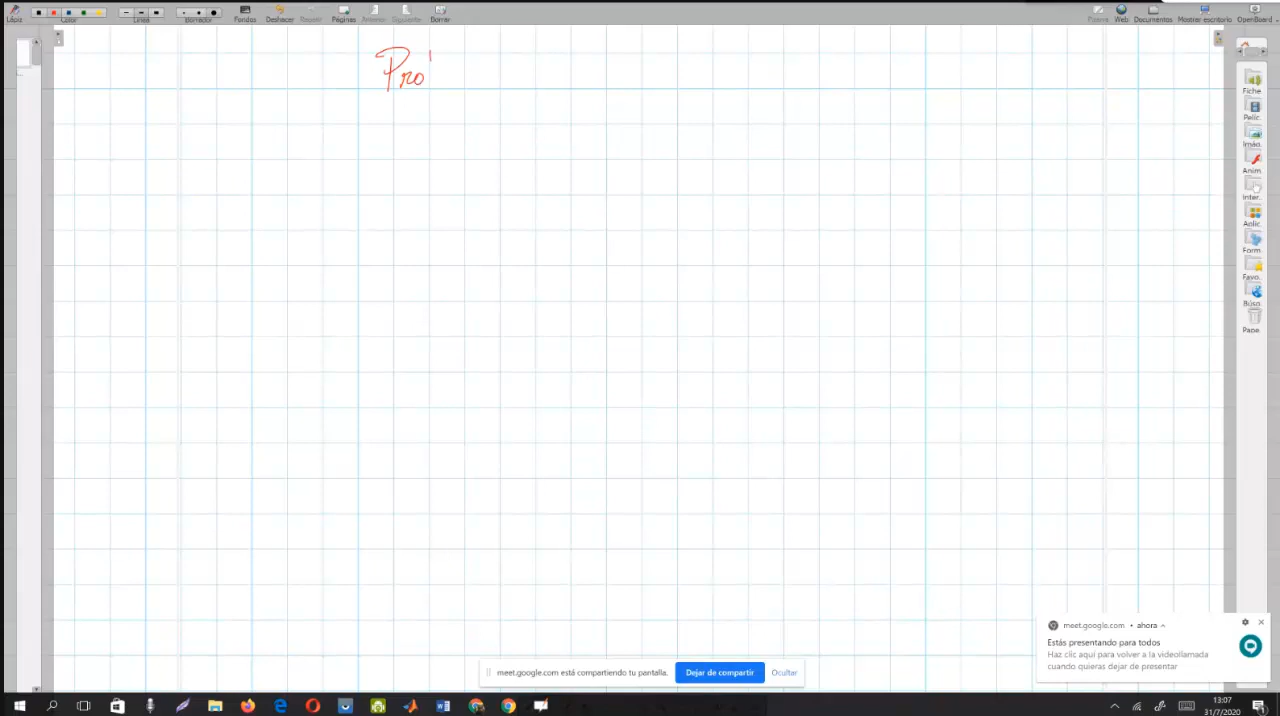 Lápiz Color Línea Borrador Fondos Deshacer Rehacer Páginas Anterior Siguiente Borrar Pizarra Web Documentos Mostrar escritorio OpenBoard
Pro'
Fiche
Pelíc.
Imág.
Anim.
Inter.
Aplic.
Form.
Favo.
Búsq.
Pape.
meet.google.com • ahora
Estás presentando para todos
Haz clic aquí para volver a la videollamada
cuando quieras dejar de presentar
meet.google.com está compartiendo tu pantalla. Dejar de compartir Ocultar
13:07
31/7/2020